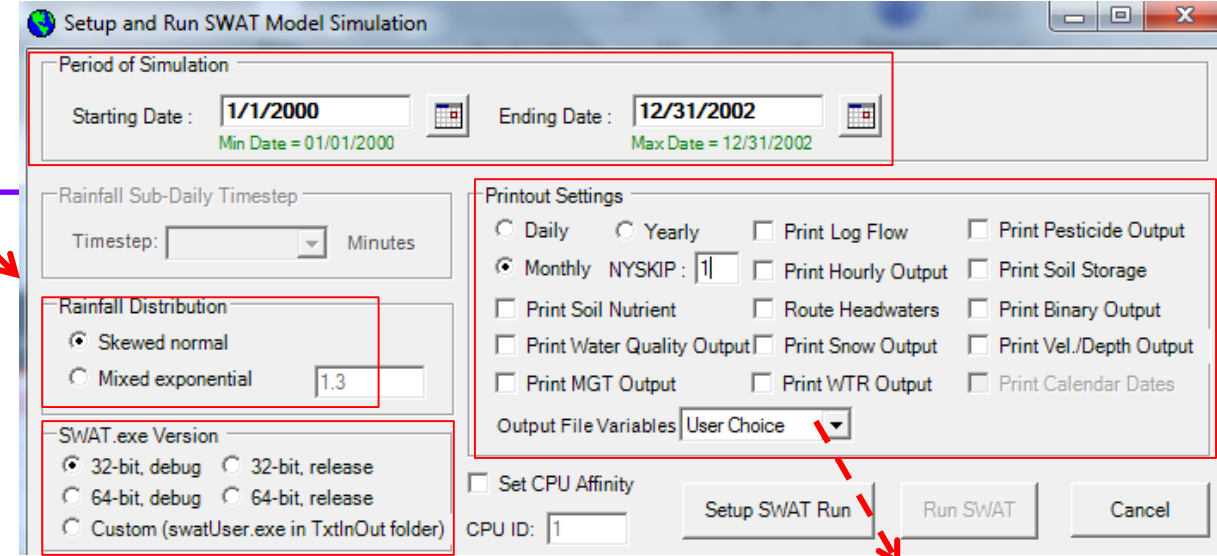 Setup and Run SWAT Model Simulation
Period of Simulation
Starting Date : 1/1/2000
Min Date = 01/01/2000
Ending Date : 12/31/2002
Max Date = 12/31/2002
Rainfall Sub-Daily Timestep
Timestep: Minutes
Rainfall Distribution
Skewed normal
Mixed exponential 1.3
SWAT.exe Version
32-bit, debug 32-bit, release
64-bit, debug 64-bit, release
Custom (swatUser.exe in TxtInOut folder)
Printout Settings
Daily Yearly Print Log Flow Print Pesticide Output
Monthly NYSKIP : 1 Print Hourly Output Print Soil Storage
Print Soil Nutrient Route Headwaters Print Binary Output
Print Water Quality Output Print Snow Output Print Vel./Depth Output
Print MGT Output Print WTR Output Print Calendar Dates
Output File Variables User Choice
Set CPU Affinity
CPU ID: 1
Setup SWAT Run Run SWAT Cancel